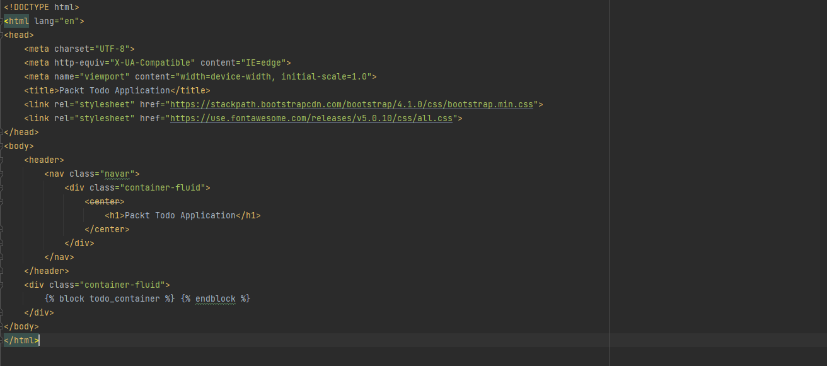 <!DOCTYPE html>
<html lang="en">
<head>
    <meta charset="UTF-8">
    <meta http-equiv="X-UA-Compatible" content="IE=edge">
    <meta name="viewport" content="width=device-width, initial-scale=1.0">
    <title>Packt Todo Application</title>
    <link rel="stylesheet" href="https://stackpath.bootstrapcdn.com/bootstrap/4.1.0/css/bootstrap.min.css">
    <link rel="stylesheet" href="https://use.fontawesome.com/releases/v5.0.10/css/all.css">
</head>
<body>
    <header>
        <nav class="navar">
            <div class="container-fluid">
                <center>
                    <h1>Packt Todo Application</h1>
                </center>
            </div>
        </nav>
    </header>
    <div class="container-fluid">
        {% block todo_container %} {% endblock %}
    </div>
</body>
</html>